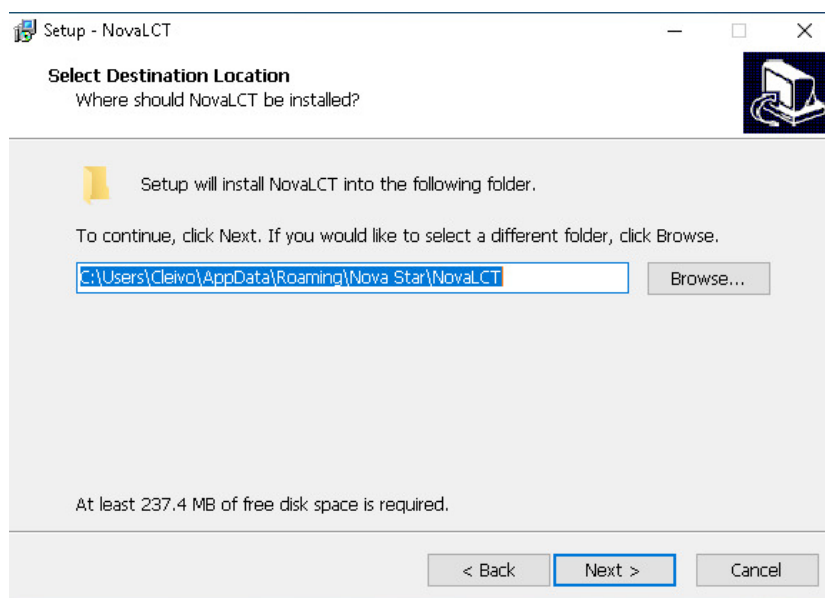 Setup - NovaLCT
Select Destination Location
Where should NovaLCT be installed?
Setup will install NovaLCT into the following folder.
To continue, click Next. If you would like to select a different folder, click Browse.
C:\Users\Cleivo\AppData\Roaming\Nova Star\NovaLCT
Browse...
At least 237.4 MB of free disk space is required.
< Back
Next >
Cancel